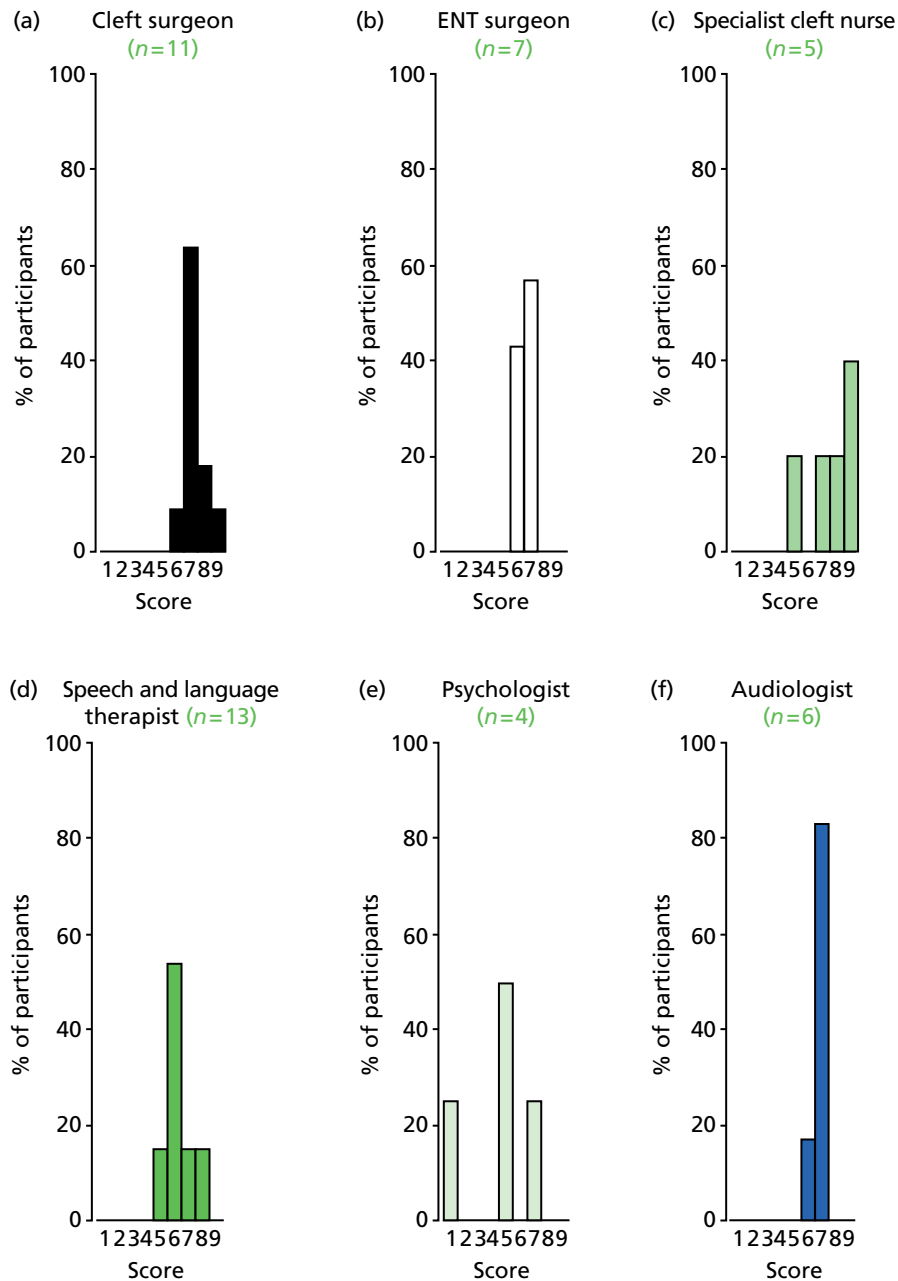 (a) Cleft surgeon
(n=11)
100
80
60
40
20
0
% of participants
123456789
Score
(b) ENT surgeon
(n=7)
100
80
60
40
20
0
% of participants
123456789
Score
(c) Specialist cleft nurse
(n=5)
100
80
60
40
20
0
% of participants
123456789
Score
(d) Speech and language
therapist (n=13)
100
80
60
40
20
0
% of participants
123456789
Score
(e) Psychologist
(n=4)
100
80
60
40
20
0
% of participants
123456789
Score
(f) Audiologist
(n=6)
100
80
60
40
20
0
% of participants
123456789
Score